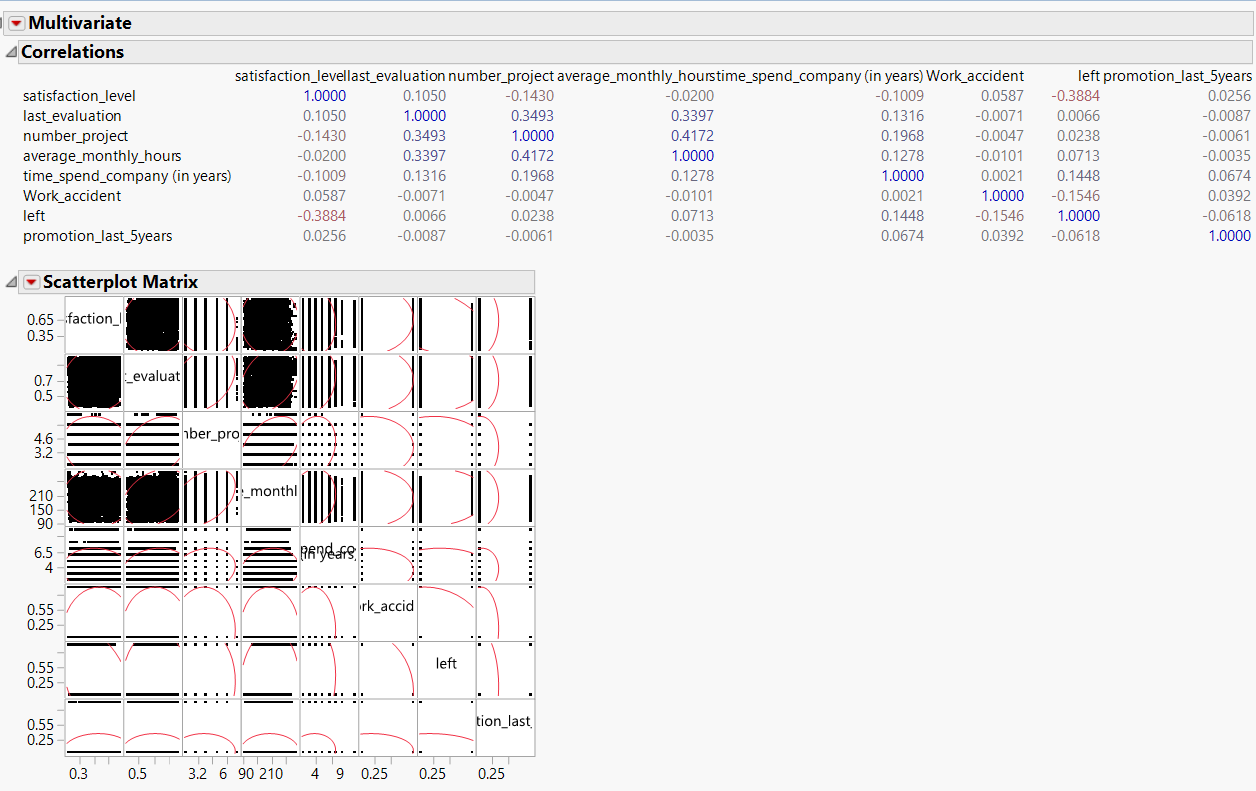 Multivariate
Correlations
satisfaction_level last_evaluation number_project average_monthly_hours time_spend_company (in years) Work_accident left promotion_last_5years
satisfaction_level 1.0000 0.1050 -0.1430 -0.0200 -0.1009 0.0587 -0.3884 0.0256
last_evaluation 0.1050 1.0000 0.3493 0.3397 0.1316 -0.0071 0.0066 -0.0087
number_project -0.1430 0.3493 1.0000 0.4172 0.1968 -0.0047 0.0238 -0.0061
average_monthly_hours -0.0200 0.3397 0.4172 1.0000 0.1278 -0.0101 0.0713 -0.0035
time_spend_company (in years) -0.1009 0.1316 0.1968 0.1278 1.0000 0.0021 0.1448 0.0674
Work_accident 0.0587 -0.0071 -0.0047 -0.0101 0.0021 1.0000 -0.1546 0.0392
left -0.3884 0.0066 0.0238 0.0713 0.1448 -0.1546 1.0000 -0.0618
promotion_last_5years 0.0256 -0.0087 -0.0061 -0.0035 0.0674 0.0392 -0.0618 1.0000
Scatterplot Matrix
0.65 sfaction_l
0.35
0.7 _evaluat
0.5
4.6 nber_pro
3.2
210 e_monthl
150
90
6.5 pend_co
4 (in years)
0.55 rk_accid
0.25
0.55 left
0.25
0.55 tion_last_
0.25
0.3 0.5 3.2 6 90 210 4 9 0.25 0.25 0.25